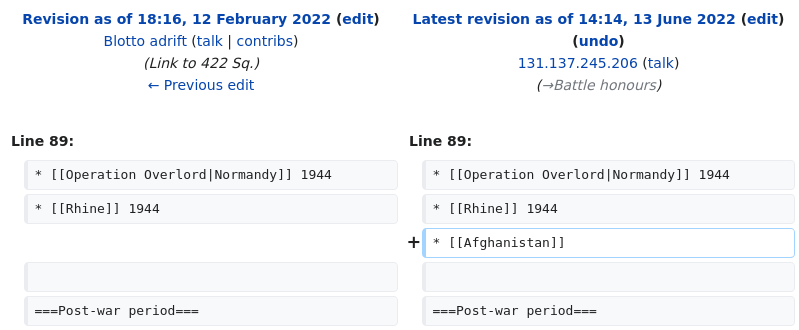 Revision as of 18:16, 12 February 2022 (edit)
Blotto adrift (talk | contribs)
(Link to 422 Sq.)
← Previous edit
Latest revision as of 14:14, 13 June 2022 (edit)
(undo)
131.137.245.206 (talk)
(→Battle honours)
Line 89:
Line 89:
* [[Operation Overlord|Normandy]] 1944
* [[Operation Overlord|Normandy]] 1944
* [[Rhine]] 1944
* [[Rhine]] 1944
+ * [[Afghanistan]]
===Post-war period===
===Post-war period===